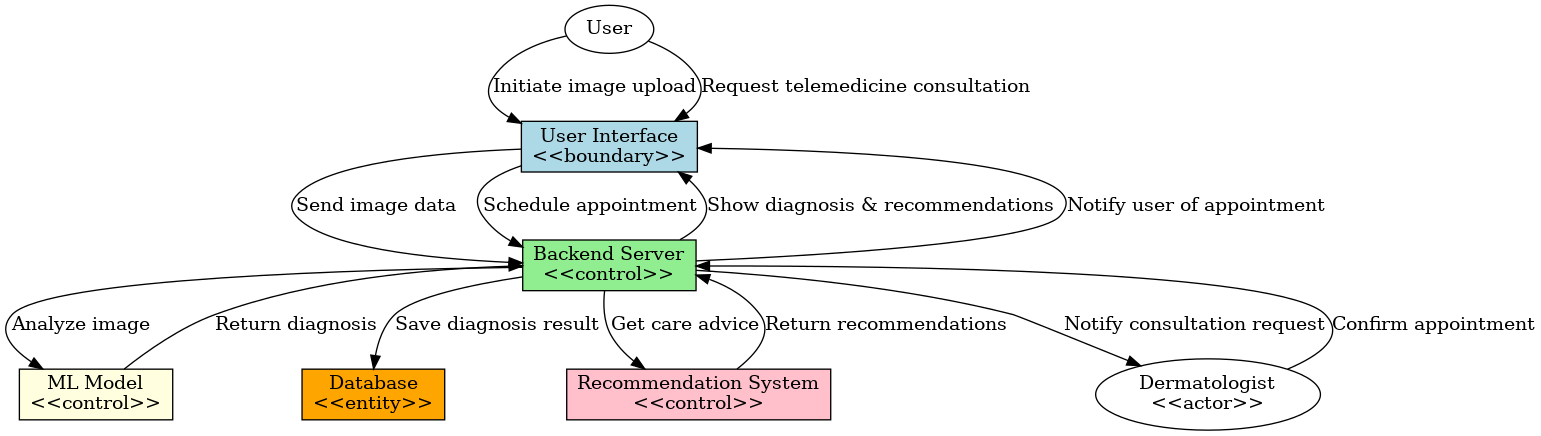 User
Initiate image upload
Request telemedicine consultation
User Interface
<<boundary>>
Send image data
Schedule appointment
Show diagnosis & recommendations
Notify user of appointment
Backend Server
<<control>>
Analyze image
Return diagnosis
Save diagnosis result
Get care advice
Return recommendations
Notify consultation request
Confirm appointment
ML Model
<<control>>
Database
<<entity>>
Recommendation System
<<control>>
Dermatologist
<<actor>>